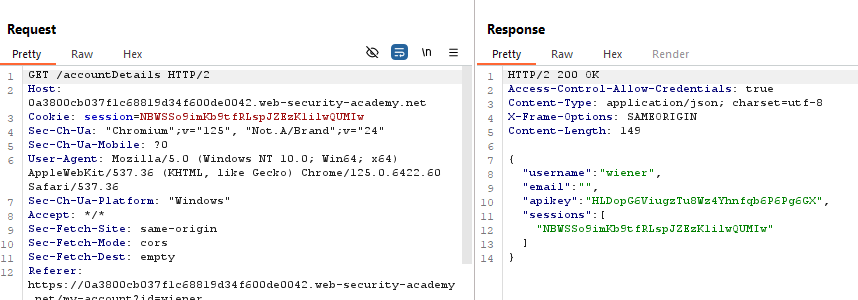 Request
Pretty Raw Hex
\n
1 GET /accountDetails HTTP/2
2 Host:
0a3800cb037f1c68819d34f600de0042.web-security-academy.net
3 Cookie: session=NBWSSo9imKb9tfRLspJZEzKlilwQUMIw
4 Sec-Ch-Ua: "Chromium";v="125", "Not.A/Brand";v="24"
5 Sec-Ch-Ua-Mobile: ?0
6 User-Agent: Mozilla/5.0 (Windows NT 10.0; Win64; x64)
AppleWebKit/537.36 (KHTML, like Gecko) Chrome/125.0.6422.60
Safari/537.36
7 Sec-Ch-Ua-Platform: "Windows"
8 Accept: */*
9 Sec-Fetch-Site: same-origin
10 Sec-Fetch-Mode: cors
11 Sec-Fetch-Dest: empty
12 Referer:
https://0a3800cb037f1c68819d34f600de0042.web-security-academy
.net/my-account?id=wiener
Response
Pretty Raw Hex Render
1 HTTP/2 200 OK
2 Access-Control-Allow-Credentials: true
3 Content-Type: application/json; charset=utf-8
4 X-Frame-Options: SAMEORIGIN
5 Content-Length: 149
6
7 {
8 "username":"wiener",
9 "email":"",
10 "apikey":"HLDopG6ViugzTu8Wz4Yhnfqb6P6Pg6GX",
11 "sessions":[
12 "NBWSSo9imKb9tfRLspJZEzKlilwQUMIw"
13 ]
14 }